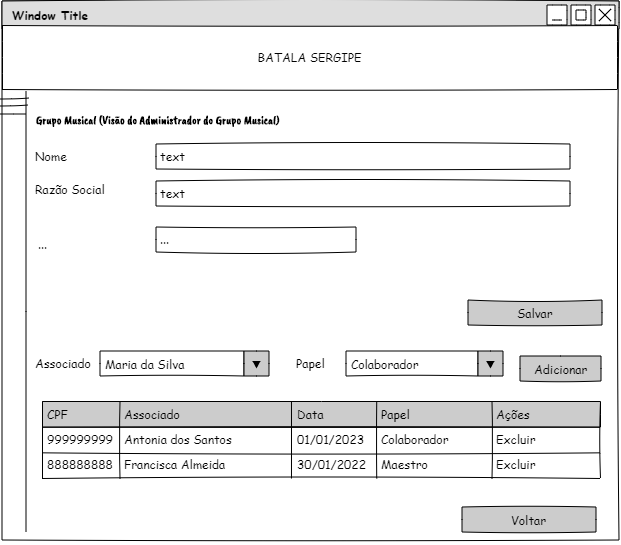 Window Title
BATALA SERGIPE
Grupo Musical (Visão do Administrador do Grupo Musical)
Nome text
Razão Social text
... ...
Salvar
Associado Maria da Silva Papel Colaborador Adicionar
CPF Associado Data Papel Ações
999999999 Antonia dos Santos 01/01/2023 Colaborador Excluir
888888888 Francisca Almeida 30/01/2022 Maestro Excluir
Voltar